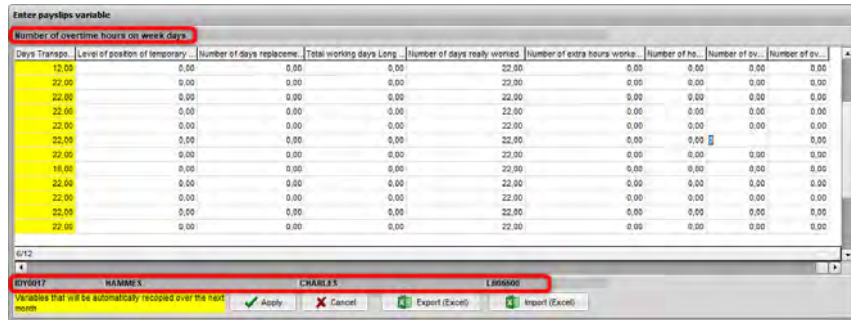 Enter payslips variable
Number of overtime hours on week days
Days Transpo... Level of position of temporary ... Number of days replaceme... Total working days Long ... Number of days really worked Number of extra hours worke... Number of ho... Number of ov... Number of ov...
12,00 0,00 0,00 0,00 22,00 0,00 0,00 0,00 0,00
22,00 0,00 0,00 0,00 22,00 0,00 0,00 0,00 0,00
22,00 0,00 0,00 0,00 22,00 0,00 0,00 0,00 0,00
22,00 0,00 0,00 0,00 22,00 0,00 0,00 0,00 0,00
22,00 0,00 0,00 0,00 22,00 0,00 0,00 0,00 0,00
22,00 0,00 0,00 0,00 22,00 0,00 0,00 0,00
22,00 0,00 0,00 0,00 22,00 0,00 0,00 0,00 0,00
18,00 0,00 0,00 0,00 22,00 0,00 0,00 0,00 0,00
22,00 0,00 0,00 0,00 22,00 0,00 0,00 0,00 0,00
22,00 0,00 0,00 0,00 22,00 0,00 0,00 0,00 0,00
22,00 0,00 0,00 0,00 22,00 0,00 0,00 0,00 0,00
22,00 0,00 0,00 0,00 22,00 0,00 0,00 0,00 0,00
6/12
IDY0017 HAMMES CHARLES LB06600
Variables that will be automatically recopied over the next
month
Apply Cancel Export (Excel) Import (Excel)